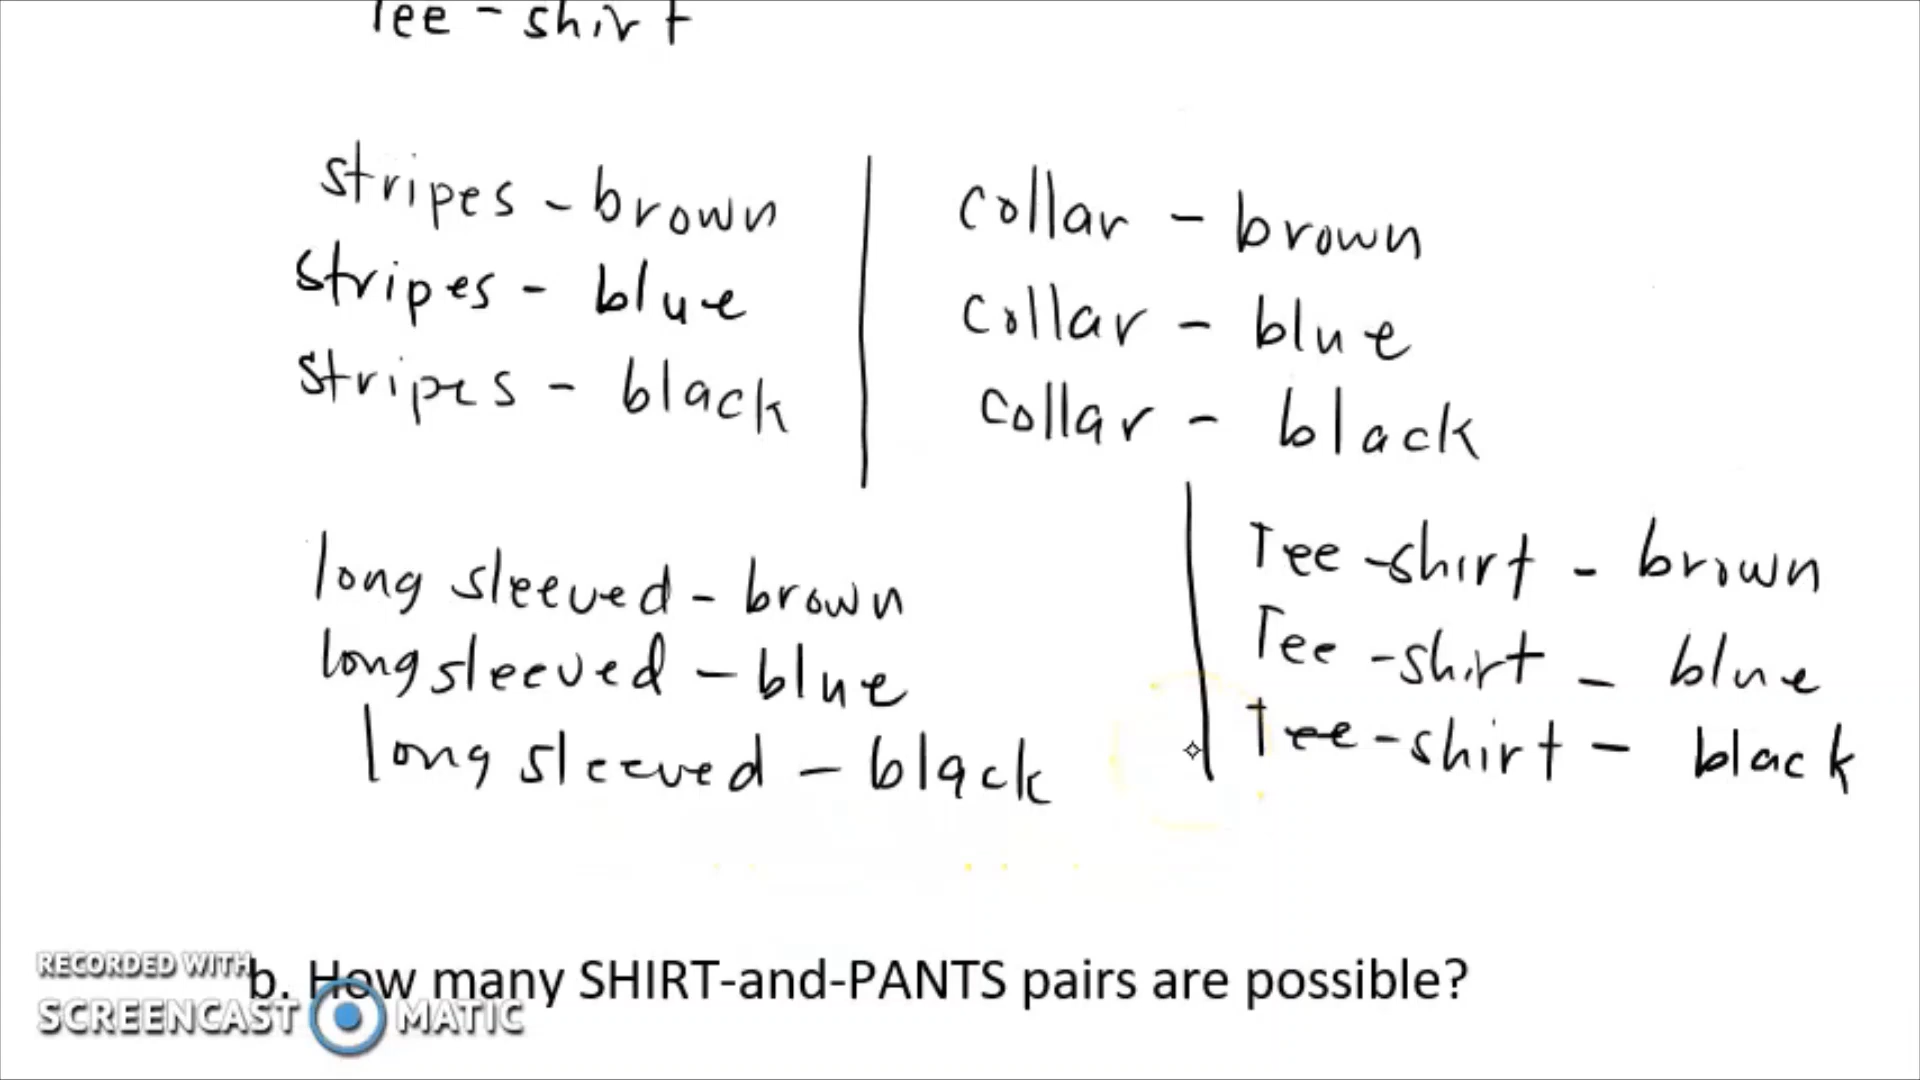 Tee - shirt
stripes - brown
stripes - blue
stripes - black
collar - brown
collar - blue
collar - black
long sleeved - brown
long sleeved - blue
long sleeved - black
Tee - shirt - brown
Tee - shirt - blue
Tee - shirt - black
b. How many SHIRT-and-PANTS pairs are possible?
RECORDED WITH
SCREENCAST MATIC